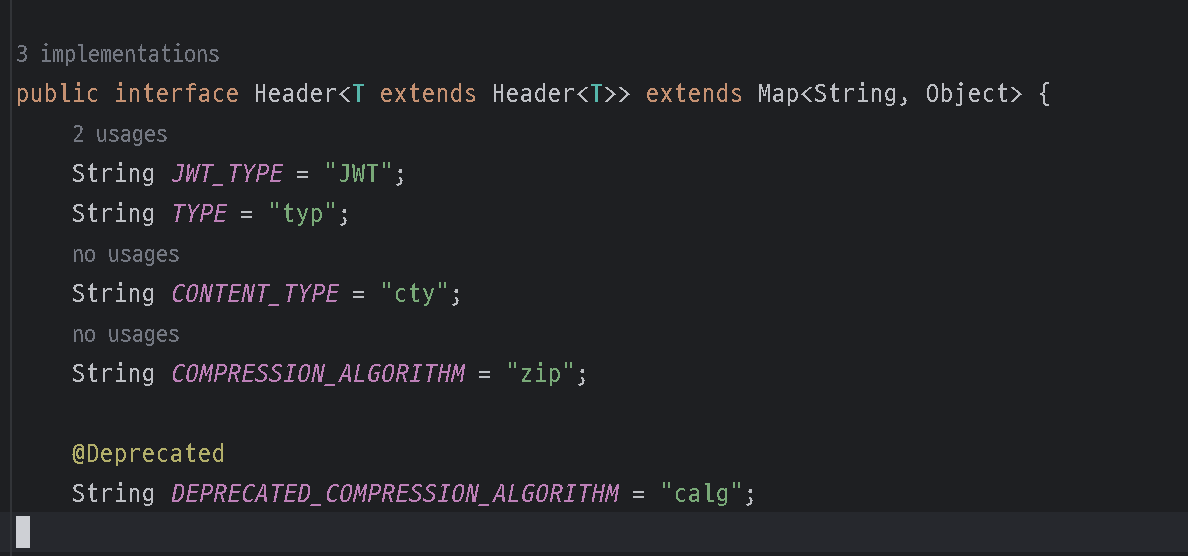 3 implementations
public interface Header<T extends Header<T>> extends Map<String, Object> {
2 usages
String JWT_TYPE = "JWT";
String TYPE = "typ";
no usages
String CONTENT_TYPE = "cty";
no usages
String COMPRESSION_ALGORITHM = "zip";
@Deprecated
String DEPRECATED_COMPRESSION_ALGORITHM = "calg";